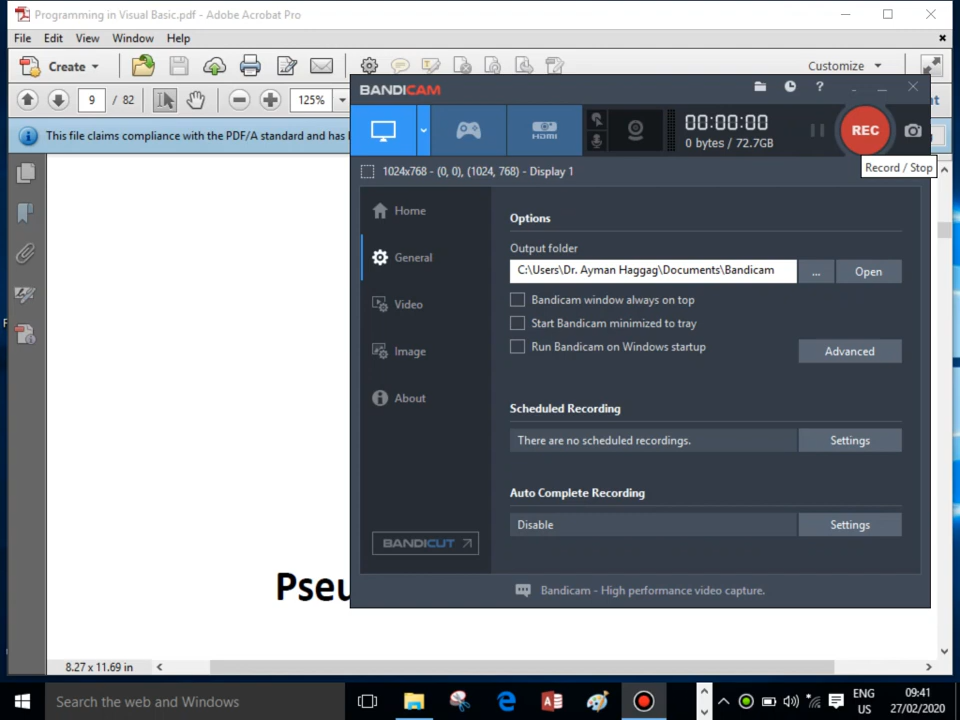 Programming in Visual Basic.pdf - Adobe Acrobat Pro
File Edit View Window Help
Create
Customize
9 / 82
125%
This file claims compliance with the PDF/A standard and has
BANDICAM
?
HDMI
00:00:00
0 bytes / 72.7GB
REC
Record / Stop
1024x768 - (0, 0), (1024, 768) - Display 1
Home
General
Video
Image
About
BANDICUT
Options
Output folder
C:\Users\Dr. Ayman Haggag\Documents\Bandicam
...
Open
Bandicam window always on top
Start Bandicam minimized to tray
Run Bandicam on Windows startup
Advanced
Scheduled Recording
There are no scheduled recordings.
Settings
Auto Complete Recording
Disable
Settings
Bandicam - High performance video capture.
Pseu
8.27 x 11.69 in
Search the web and Windows
ENG
US
09:41
27/02/2020